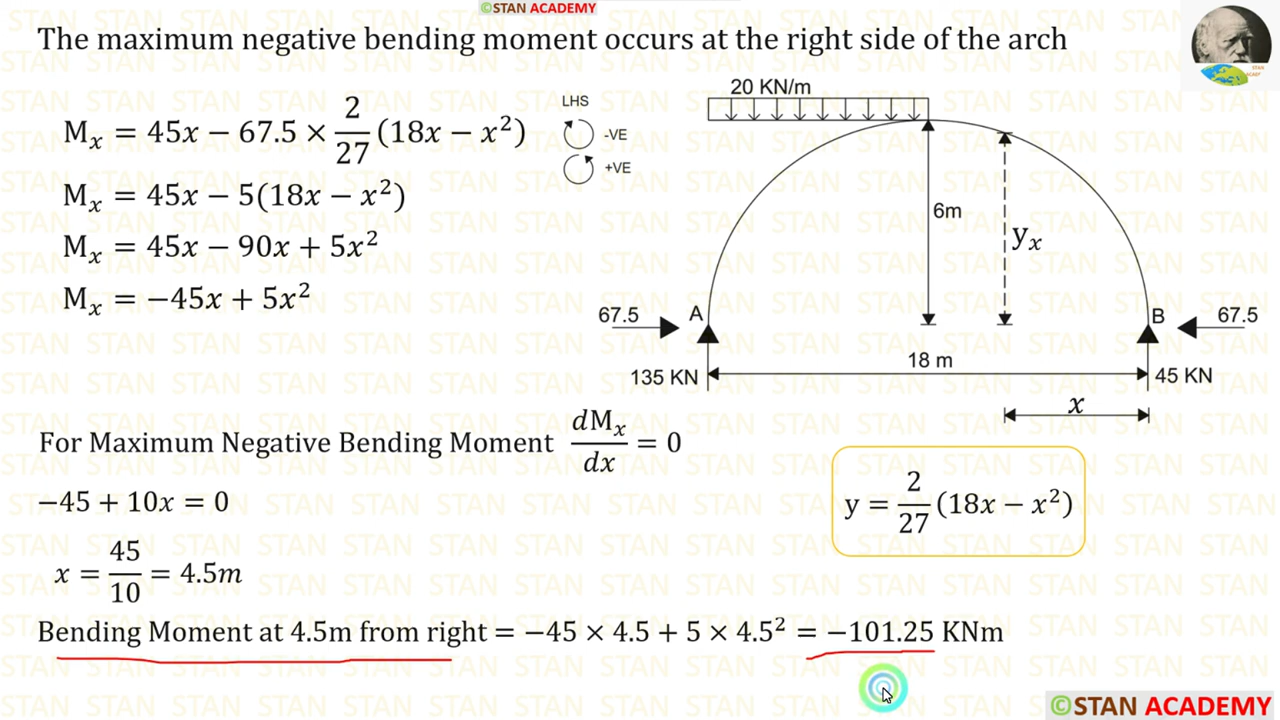 ©STAN ACADEMY
The maximum negative bending moment occurs at the right side of the arch
20 KN/m
LHS
-VE
+VE
Mₓ = 45x − 67.5 × 2/27 (18x − x²)
Mₓ = 45x − 5(18x − x²)
Mₓ = 45x − 90x + 5x²
Mₓ = −45x + 5x²
6m
yₓ
67.5
A
B
67.5
18 m
135 KN
45 KN
x
For Maximum Negative Bending Moment dMₓ/dx = 0
y = 2/27 (18x − x²)
−45 + 10x = 0
x = 45/10 = 4.5m
Bending Moment at 4.5m from right = −45 × 4.5 + 5 × 4.5² = −101.25 KNm
©STAN ACADEMY